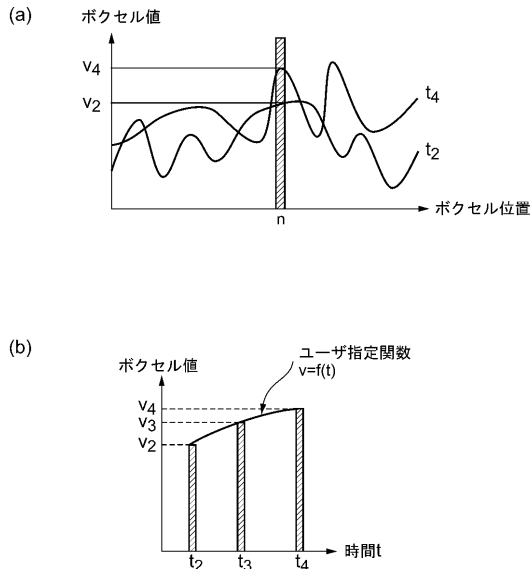 (a)
ボクセル値
v4
v2
t4
t2
n
ボクセル位置
(b)
ボクセル値
ユーザ指定関数
v=f(t)
v4
v3
v2
t2
t3
t4
時間t